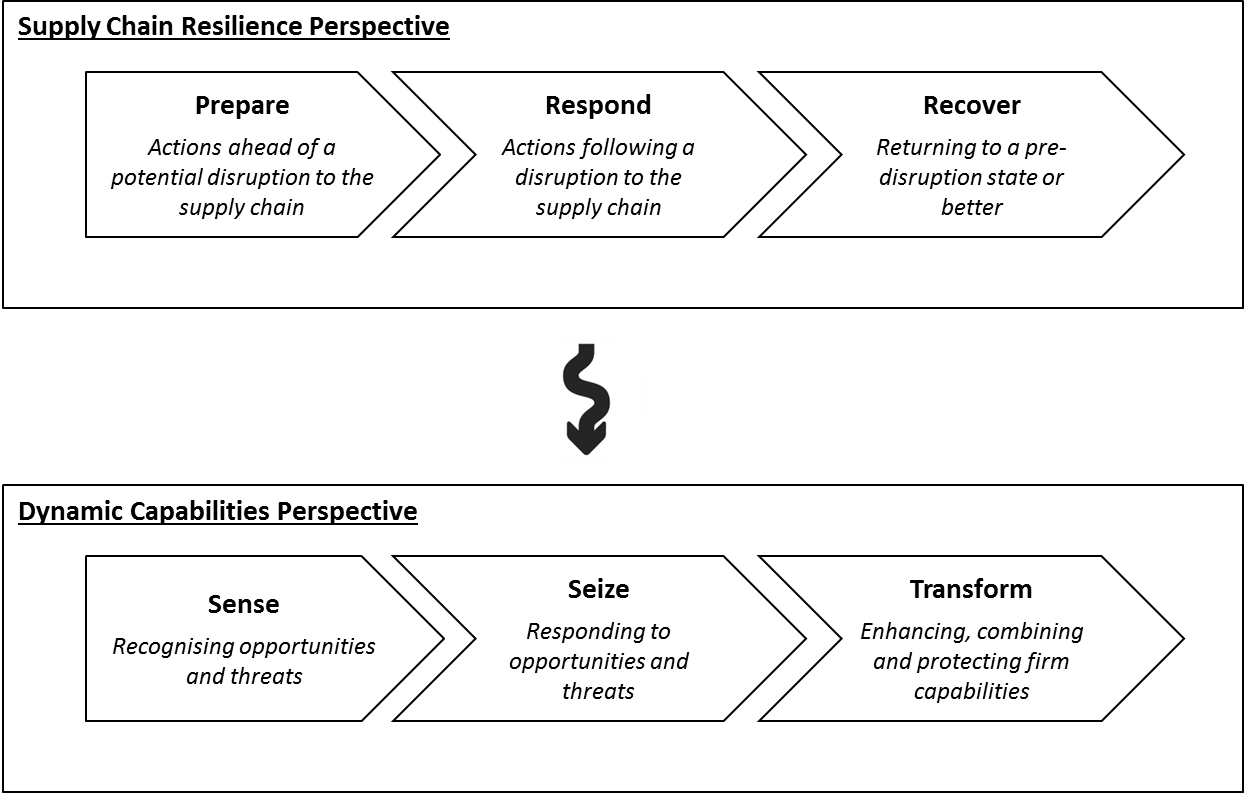 Supply Chain Resilience Perspective
Prepare
Actions ahead of a
potential disruption to the
supply chain
Respond
Actions following a
disruption to the
supply chain
Recover
Returning to a pre-
disruption state or
better
Dynamic Capabilities Perspective
Sense
Recognising opportunities
and threats
Seize
Responding to
opportunities and
threats
Transform
Enhancing, combining
and protecting firm
capabilities